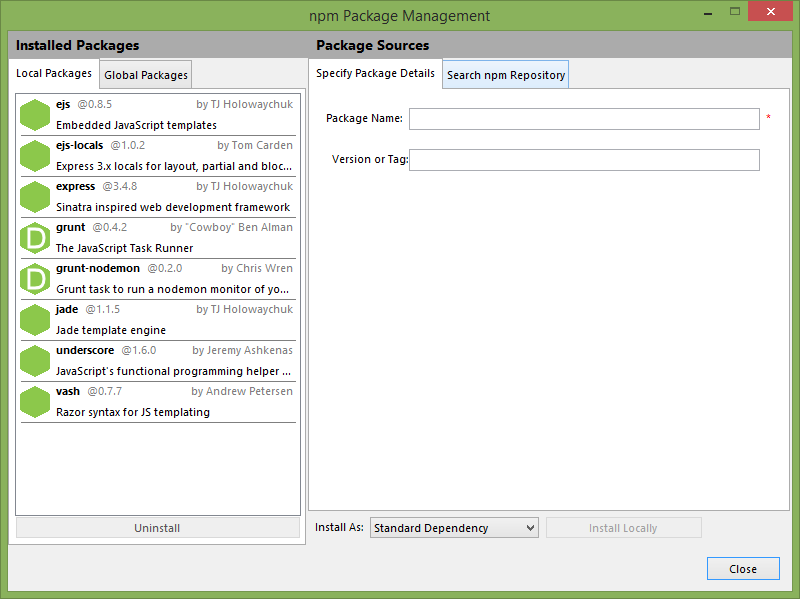 npm Package Management
Installed Packages
Local Packages
Global Packages
ejs @0.8.5 by TJ Holowaychuk
Embedded JavaScript templates
ejs-locals @1.0.2 by Tom Carden
Express 3.x locals for layout, partial and bloc...
express @3.4.8 by TJ Holowaychuk
Sinatra inspired web development framework
D
grunt @0.4.2 by "Cowboy" Ben Alman
The JavaScript Task Runner
D
grunt-nodemon @0.2.0 by Chris Wren
Grunt task to run a nodemon monitor of yo...
jade @1.1.5 by TJ Holowaychuk
Jade template engine
underscore @1.6.0 by Jeremy Ashkenas
JavaScript's functional programming helper ...
vash @0.7.7 by Andrew Petersen
Razor syntax for JS templating
Uninstall
Package Sources
Specify Package Details
Search npm Repository
Package Name: *
Version or Tag:
Install As: Standard Dependency
Install Locally
Close